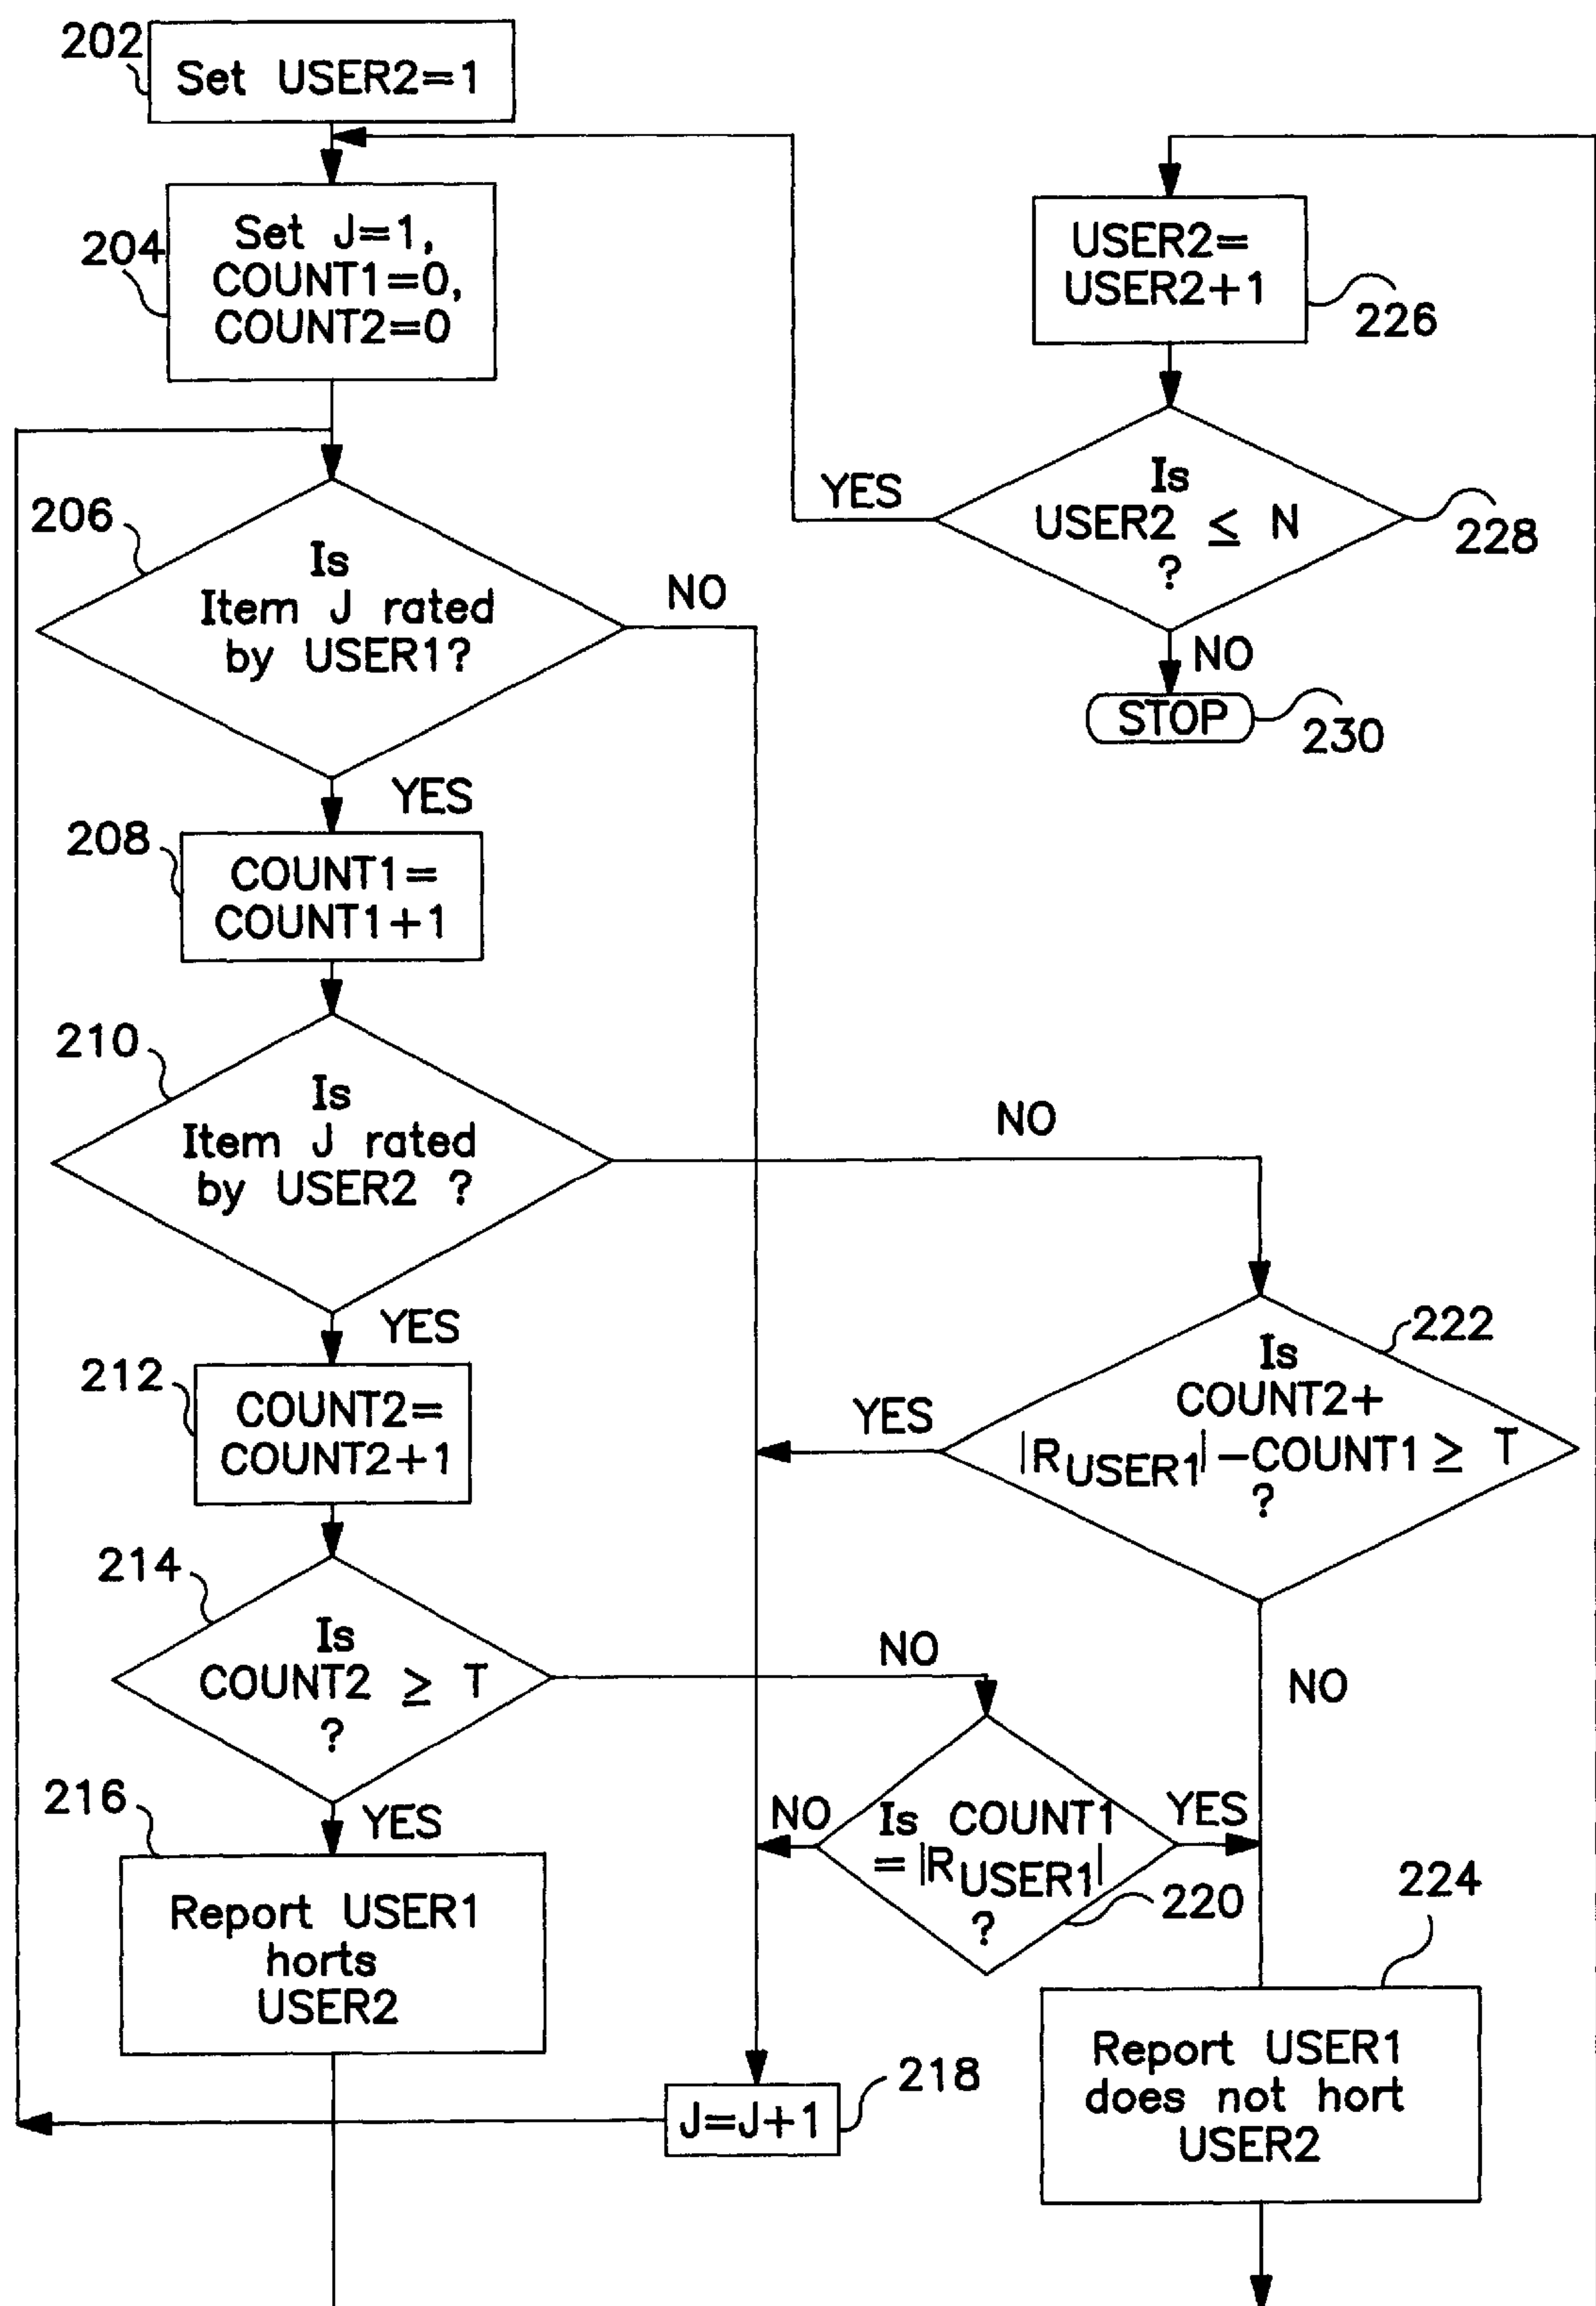 202
Set USER2=1
204
Set J=1,
COUNT1=0,
COUNT2=0
USER2=
USER2+1
226
206
Is
Item J rated
by USER1?
NO
YES
Is
USER2 ≤ N
?
228
NO
STOP
230
YES
208
COUNT1=
COUNT1+1
210
Is
Item J rated
by USER2 ?
NO
YES
212
COUNT2=
COUNT2+1
222
Is
COUNT2+
|RUSER1|-COUNT1 ≥ T
?
YES
NO
214
Is
COUNT2 ≥ T
?
NO
YES
220
Is COUNT1
=|RUSER1|
?
NO
YES
216
Report USER1
horts
USER2
218
J=J+1
224
Report USER1
does not hort
USER2